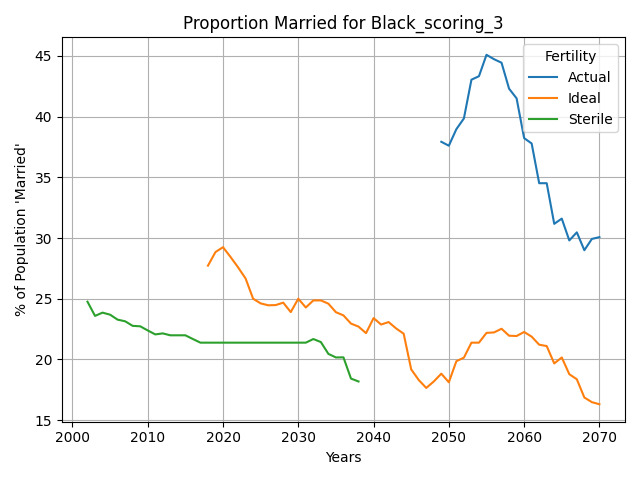 Proportion Married for Black_scoring_3
% of Population 'Married'
45
40
35
30
25
20
15
Fertility
Actual
Ideal
Sterile
2000 2010 2020 2030 2040 2050 2060 2070
Years